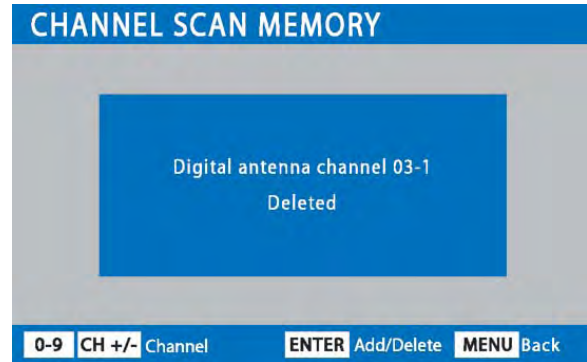 CHANNEL SCAN MEMORY
Digital antenna channel 03-1
Deleted
0-9 CH +/- Channel ENTER Add/Delete MENU Back